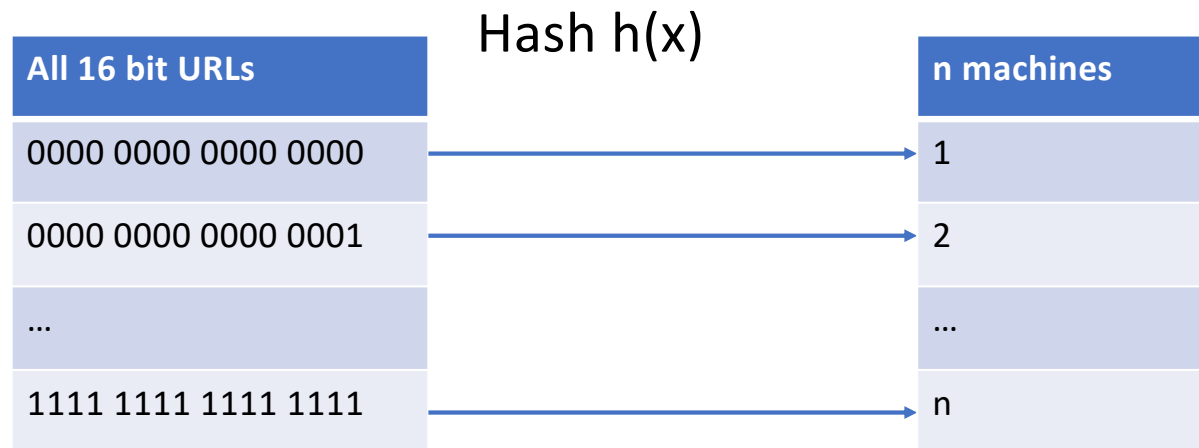 Hash h(x)
All 16 bit URLs
n machines
0000 0000 0000 0000
1
0000 0000 0000 0001
2
...
...
1111 1111 1111 1111
n